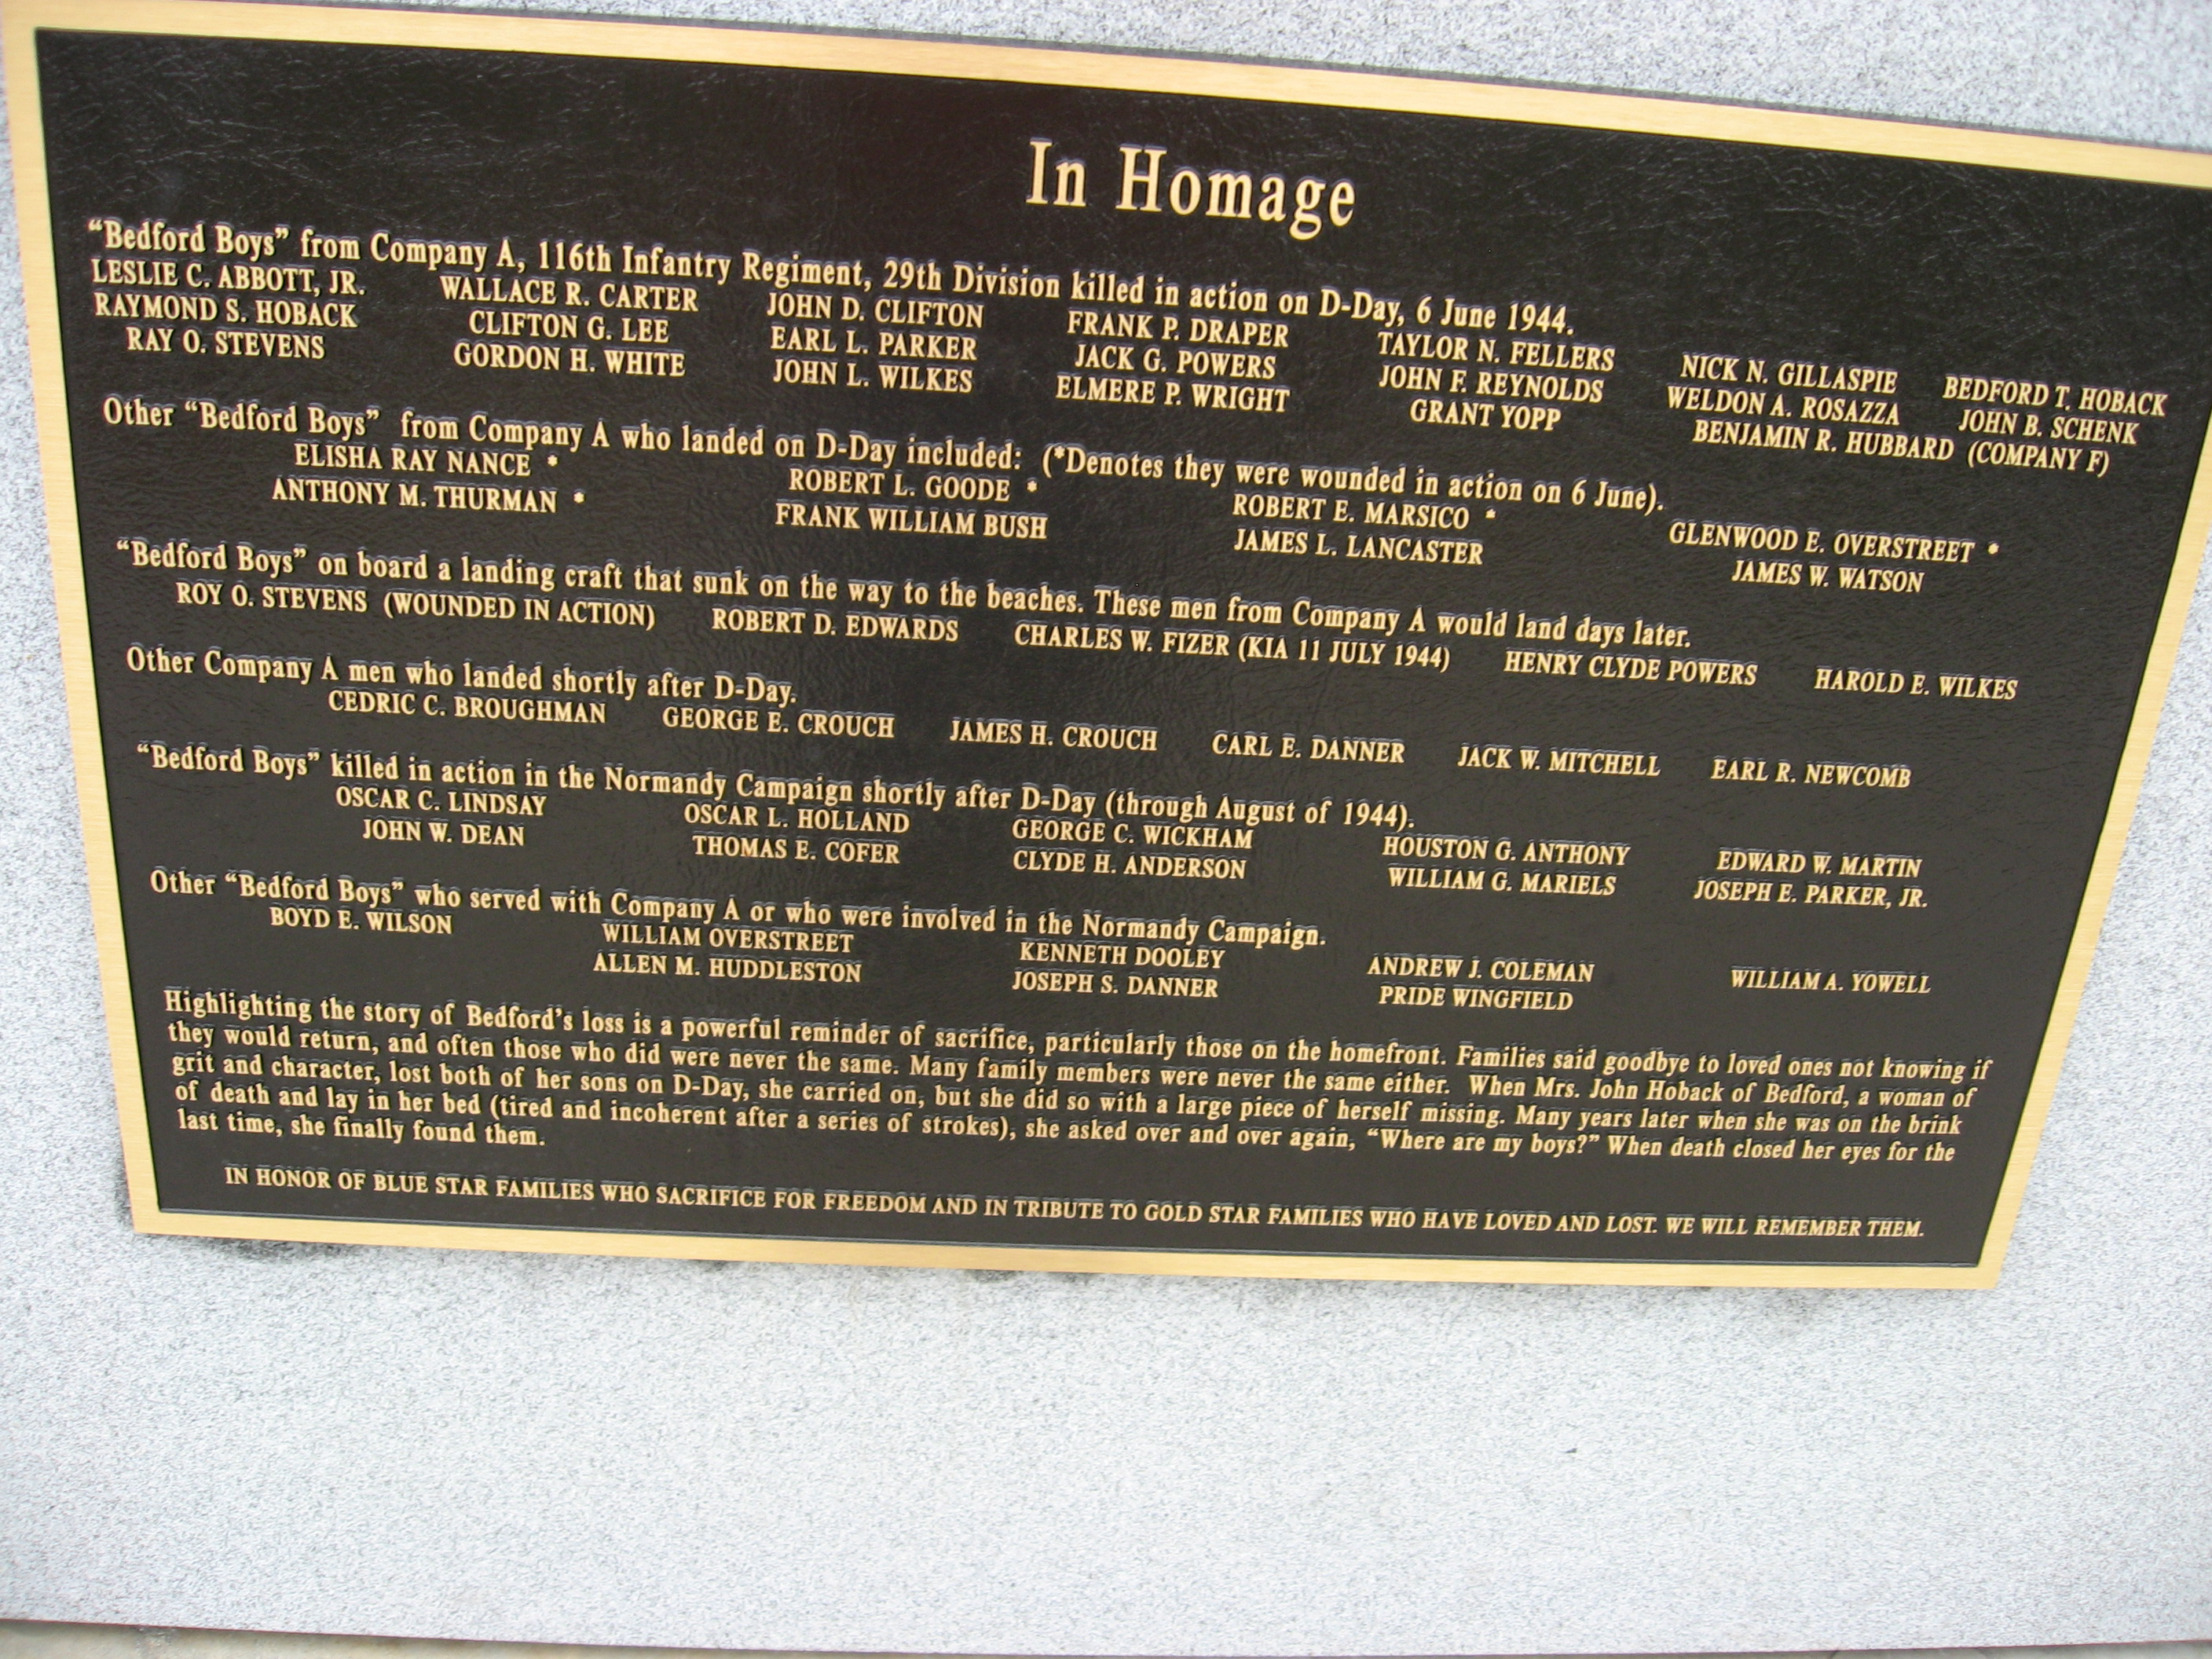 In Homage
“Bedford Boys” from Company A, 116th Infantry Regiment, 29th Division killed in action on D-Day, 6 June 1944.
LESLIE C. ABBOTT, JR. WALLACE R. CARTER JOHN D. CLIFTON FRANK P. DRAPER TAYLOR N. FELLERS NICK N. GILLASPIE BEDFORD T. HOBACK
RAYMOND S. HOBACK CLIFTON G. LEE EARL L. PARKER JACK G. POWERS JOHN F. REYNOLDS WELDON A. ROSAZZA JOHN B. SCHENK
RAY O. STEVENS GORDON H. WHITE JOHN L. WILKES ELMERE P. WRIGHT GRANT YOPP BENJAMIN R. HUBBARD (COMPANY F)
Other “Bedford Boys” from Company A who landed on D-Day included: (*Denotes they were wounded in action on 6 June).
ELISHA RAY NANCE * ROBERT L. GOODE * ROBERT E. MARSICO * GLENWOOD E. OVERSTREET *
ANTHONY M. THURMAN * FRANK WILLIAM BUSH JAMES L. LANCASTER JAMES W. WATSON
“Bedford Boys” on board a landing craft that sunk on the way to the beaches. These men from Company A would land days later.
ROY O. STEVENS (WOUNDED IN ACTION) ROBERT D. EDWARDS CHARLES W. FIZER (KIA 11 JULY 1944) HENRY CLYDE POWERS HAROLD E. WILKES
Other Company A men who landed shortly after D-Day.
CEDRIC C. BROUGHMAN GEORGE E. CROUCH JAMES H. CROUCH CARL E. DANNER JACK W. MITCHELL EARL R. NEWCOMB
“Bedford Boys” killed in action in the Normandy Campaign shortly after D-Day (through August of 1944).
OSCAR C. LINDSAY OSCAR L. HOLLAND GEORGE C. WICKHAM HOUSTON G. ANTHONY EDWARD W. MARTIN
JOHN W. DEAN THOMAS E. COFER CLYDE H. ANDERSON WILLIAM G. MARIELS JOSEPH E. PARKER, JR.
Other “Bedford Boys” who served with Company A or who were involved in the Normandy Campaign.
BOYD E. WILSON WILLIAM OVERSTREET KENNETH DOOLEY ANDREW J. COLEMAN WILLIAM A. YOWELL
ALLEN M. HUDDLESTON JOSEPH S. DANNER PRIDE WINGFIELD
Highlighting the story of Bedford’s loss is a powerful reminder of sacrifice, particularly those on the homefront. Families said goodbye to loved ones not knowing if
they would return, and often those who did were never the same. Many family members were never the same either. When Mrs. John Hoback of Bedford, a woman of
grit and character, lost both of her sons on D-Day, she carried on, but she did so with a large piece of herself missing. Many years later when she was on the brink
of death and lay in her bed (tired and incoherent after a series of strokes), she asked over and over again, “Where are my boys?” When death closed her eyes for the
last time, she finally found them.
IN HONOR OF BLUE STAR FAMILIES WHO SACRIFICE FOR FREEDOM AND IN TRIBUTE TO GOLD STAR FAMILIES WHO HAVE LOVED AND LOST. WE WILL REMEMBER THEM.